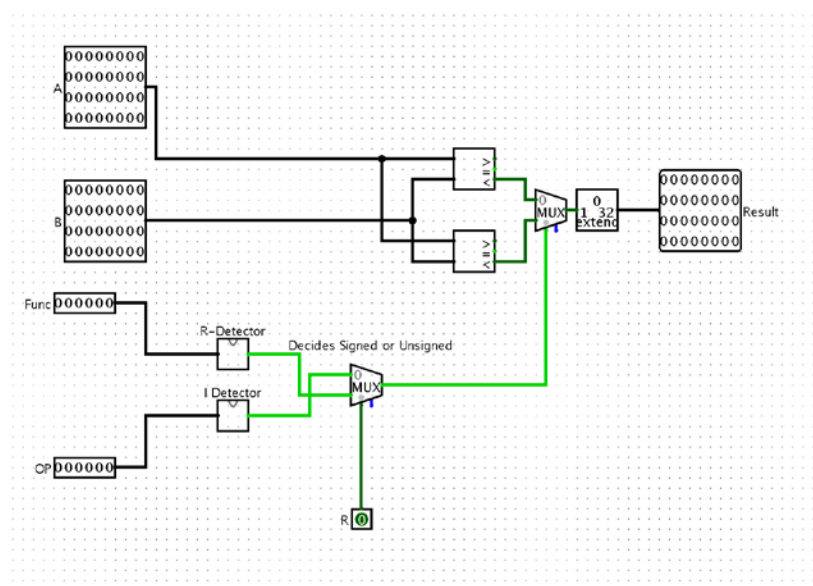 00000000
00000000
A
00000000
00000000
> = <
00000000
00000000
B
00000000
00000000
0
MUX
0
1 32
extend
00000000
00000000
Result
00000000
00000000
> = <
Func 000000
R-Detector
Decides Signed or Unsigned
0
MUX
I Detector
OP 000000
R 0